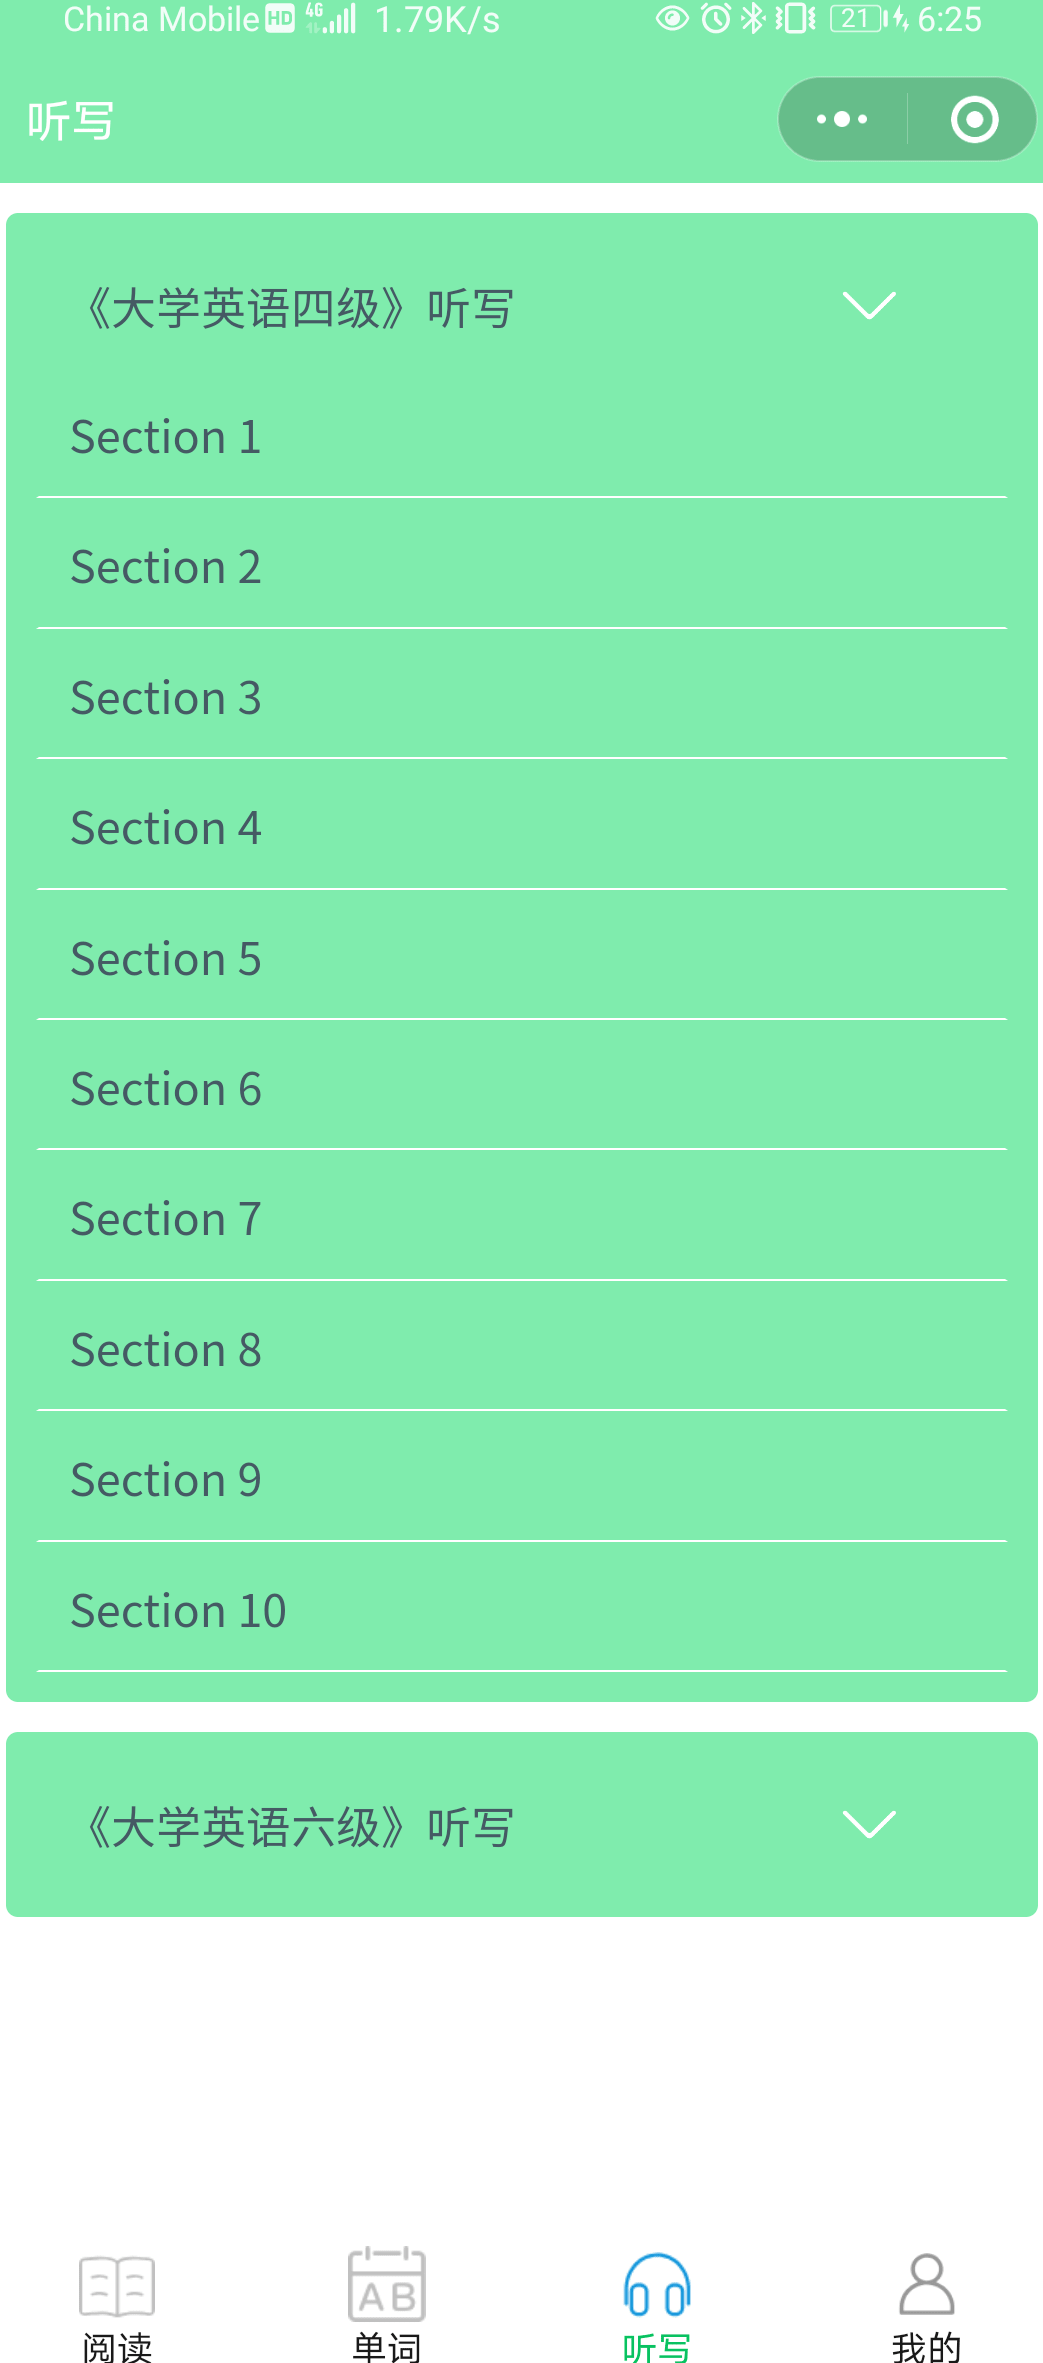 China Mobile HD 4G 1.79K/s 21 6:25
听写
《大学英语四级》听写
Section 1
Section 2
Section 3
Section 4
Section 5
Section 6
Section 7
Section 8
Section 9
Section 10
《大学英语六级》听写
AB
阅读 单词 听写 我的